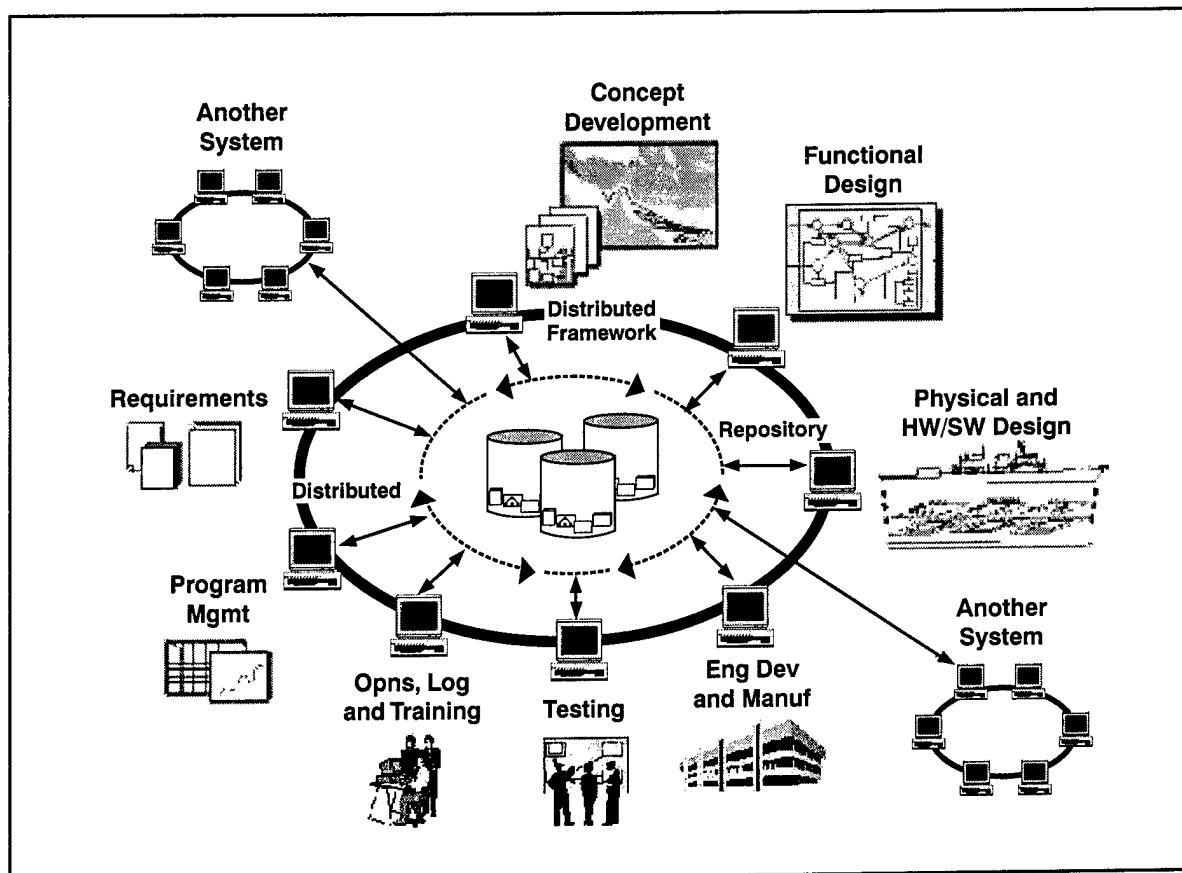 Another
System
Concept
Development
Functional
Design
Distributed
Framework
Requirements
Repository
Physical and
HW/SW Design
Distributed
Program
Mgmt
Opns, Log
and Training
Testing
Eng Dev
and Manuf
Another
System